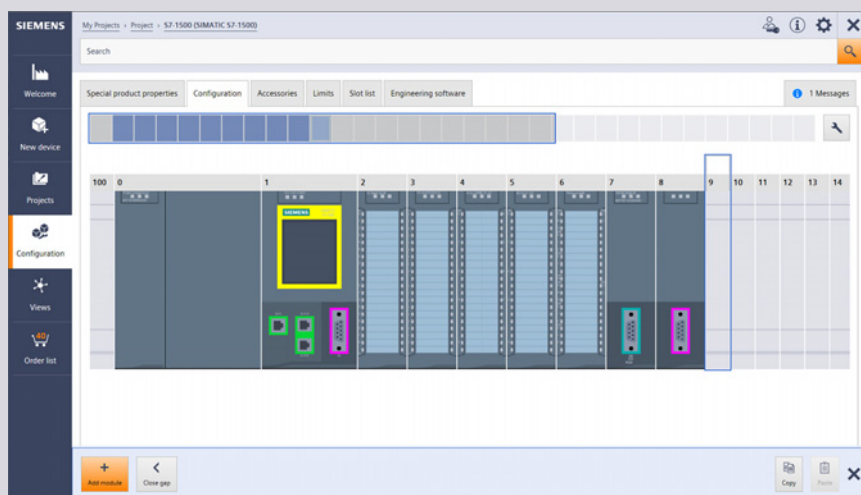 SIEMENS
My Projects › Project › S7-1500 (SIMATIC S7-1500)
Search
Welcome
New device
Projects
Configuration
Views
40
Order list
Special product properties
Configuration
Accessories
Limits
Slot list
Engineering software
1 Messages
100 0 1 2 3 4 5 6 7 8 9 10 11 12 13 14
SIEMENS
Add module
Close gap
Copy
Paste